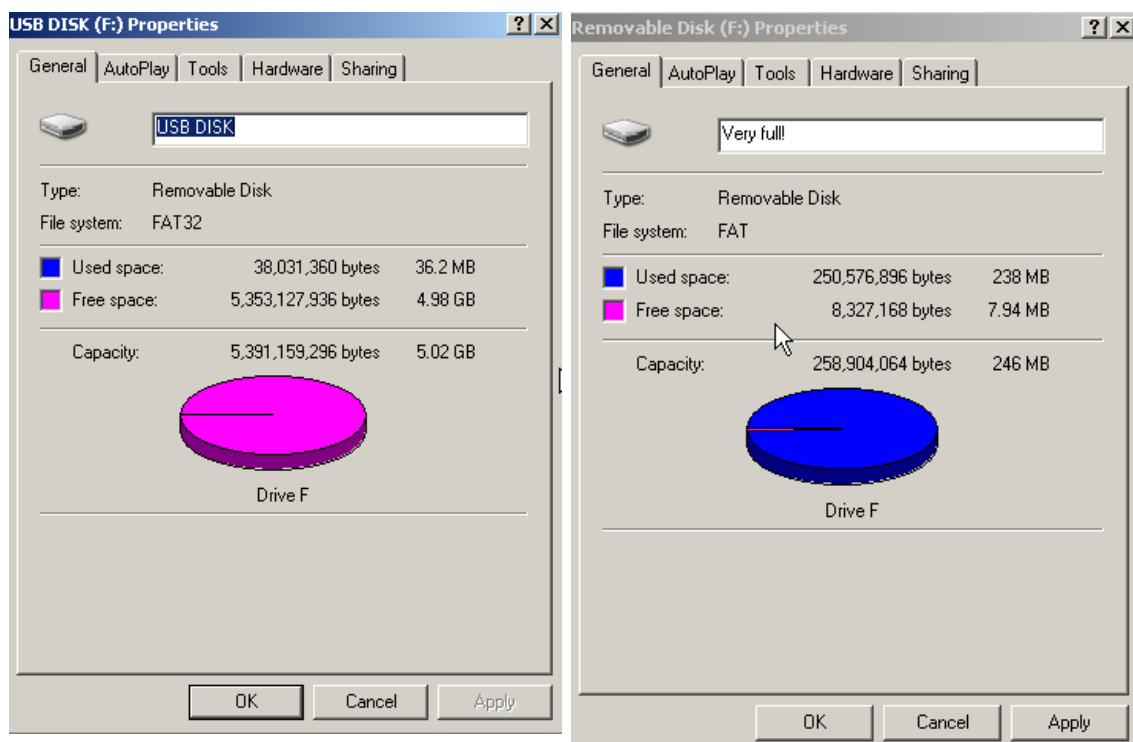 USB DISK (F:) Properties
General AutoPlay Tools Hardware Sharing
USB DISK
Type: Removable Disk
File system: FAT32
Used space: 38,031,360 bytes 36.2 MB
Free space: 5,353,127,936 bytes 4.98 GB
Capacity: 5,391,159,296 bytes 5.02 GB
Drive F
OK Cancel Apply
Removable Disk (F:) Properties
General AutoPlay Tools Hardware Sharing
Very full!
Type: Removable Disk
File system: FAT
Used space: 250,576,896 bytes 238 MB
Free space: 8,327,168 bytes 7.94 MB
Capacity: 258,904,064 bytes 246 MB
Drive F
OK Cancel Apply